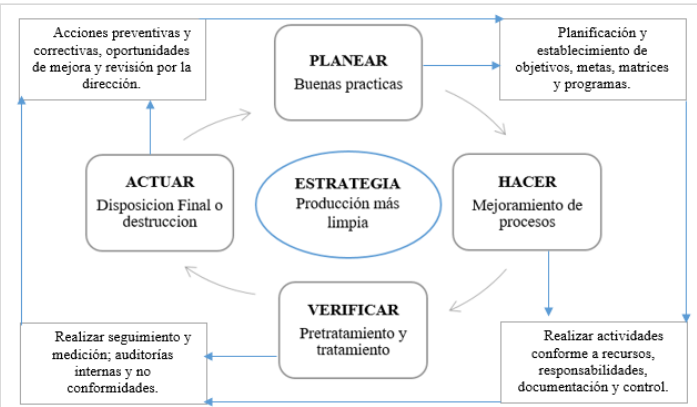 Acciones preventivas y
correctivas, oportunidades
de mejora y revisión por la
dirección.
PLANEAR
Buenas practicas
Planificación y
establecimiento de
objetivos, metas, matrices
y programas.
ACTUAR
Disposicion Final o
destruccion
ESTRATEGIA
Producción más
limpia
HACER
Mejoramiento de
procesos
VERIFICAR
Pretratamiento y
tratamiento
Realizar seguimiento y
medición; auditorías
internas y no
conformidades.
Realizar actividades
conforme a recursos,
responsabilidades,
documentación y control.